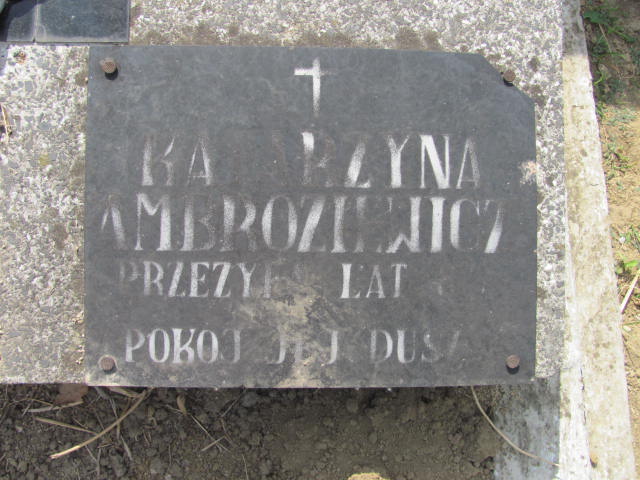 KATARZYNA
AMBROZIEWICZ
PRZEZYŁA LAT
POKOJ JEJ DUSZY